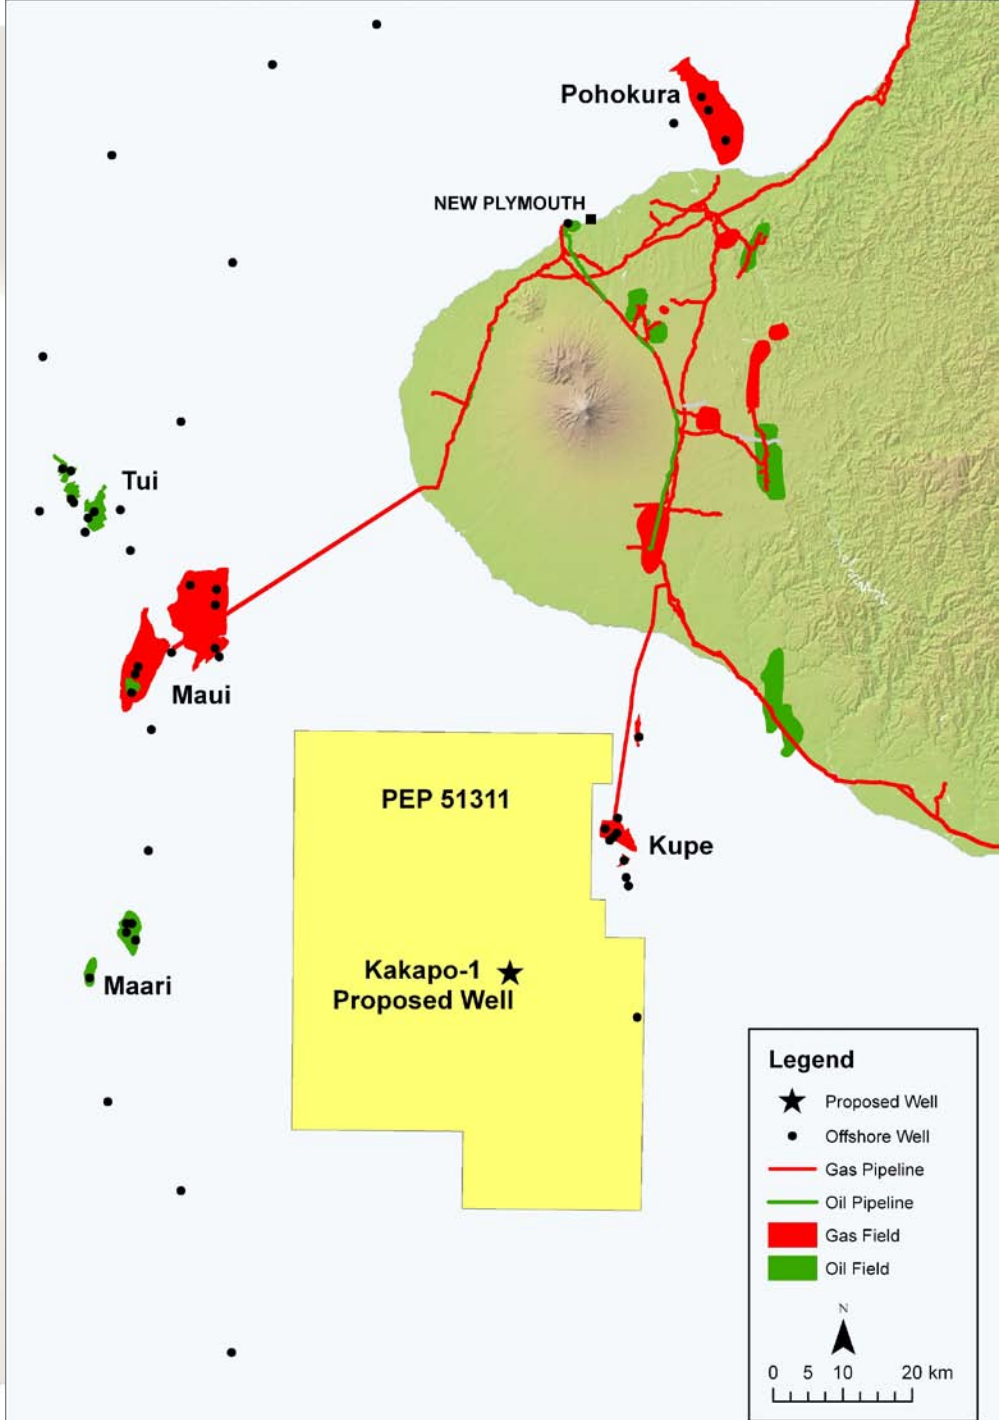 Pohokura
NEW PLYMOUTH
Tui
Maui
PEP 51311
Kupe
Kakapo-1
Proposed Well
Maari
Legend
Proposed Well
Offshore Well
Gas Pipeline
Oil Pipeline
Gas Field
Oil Field
N
0 5 10 20 km